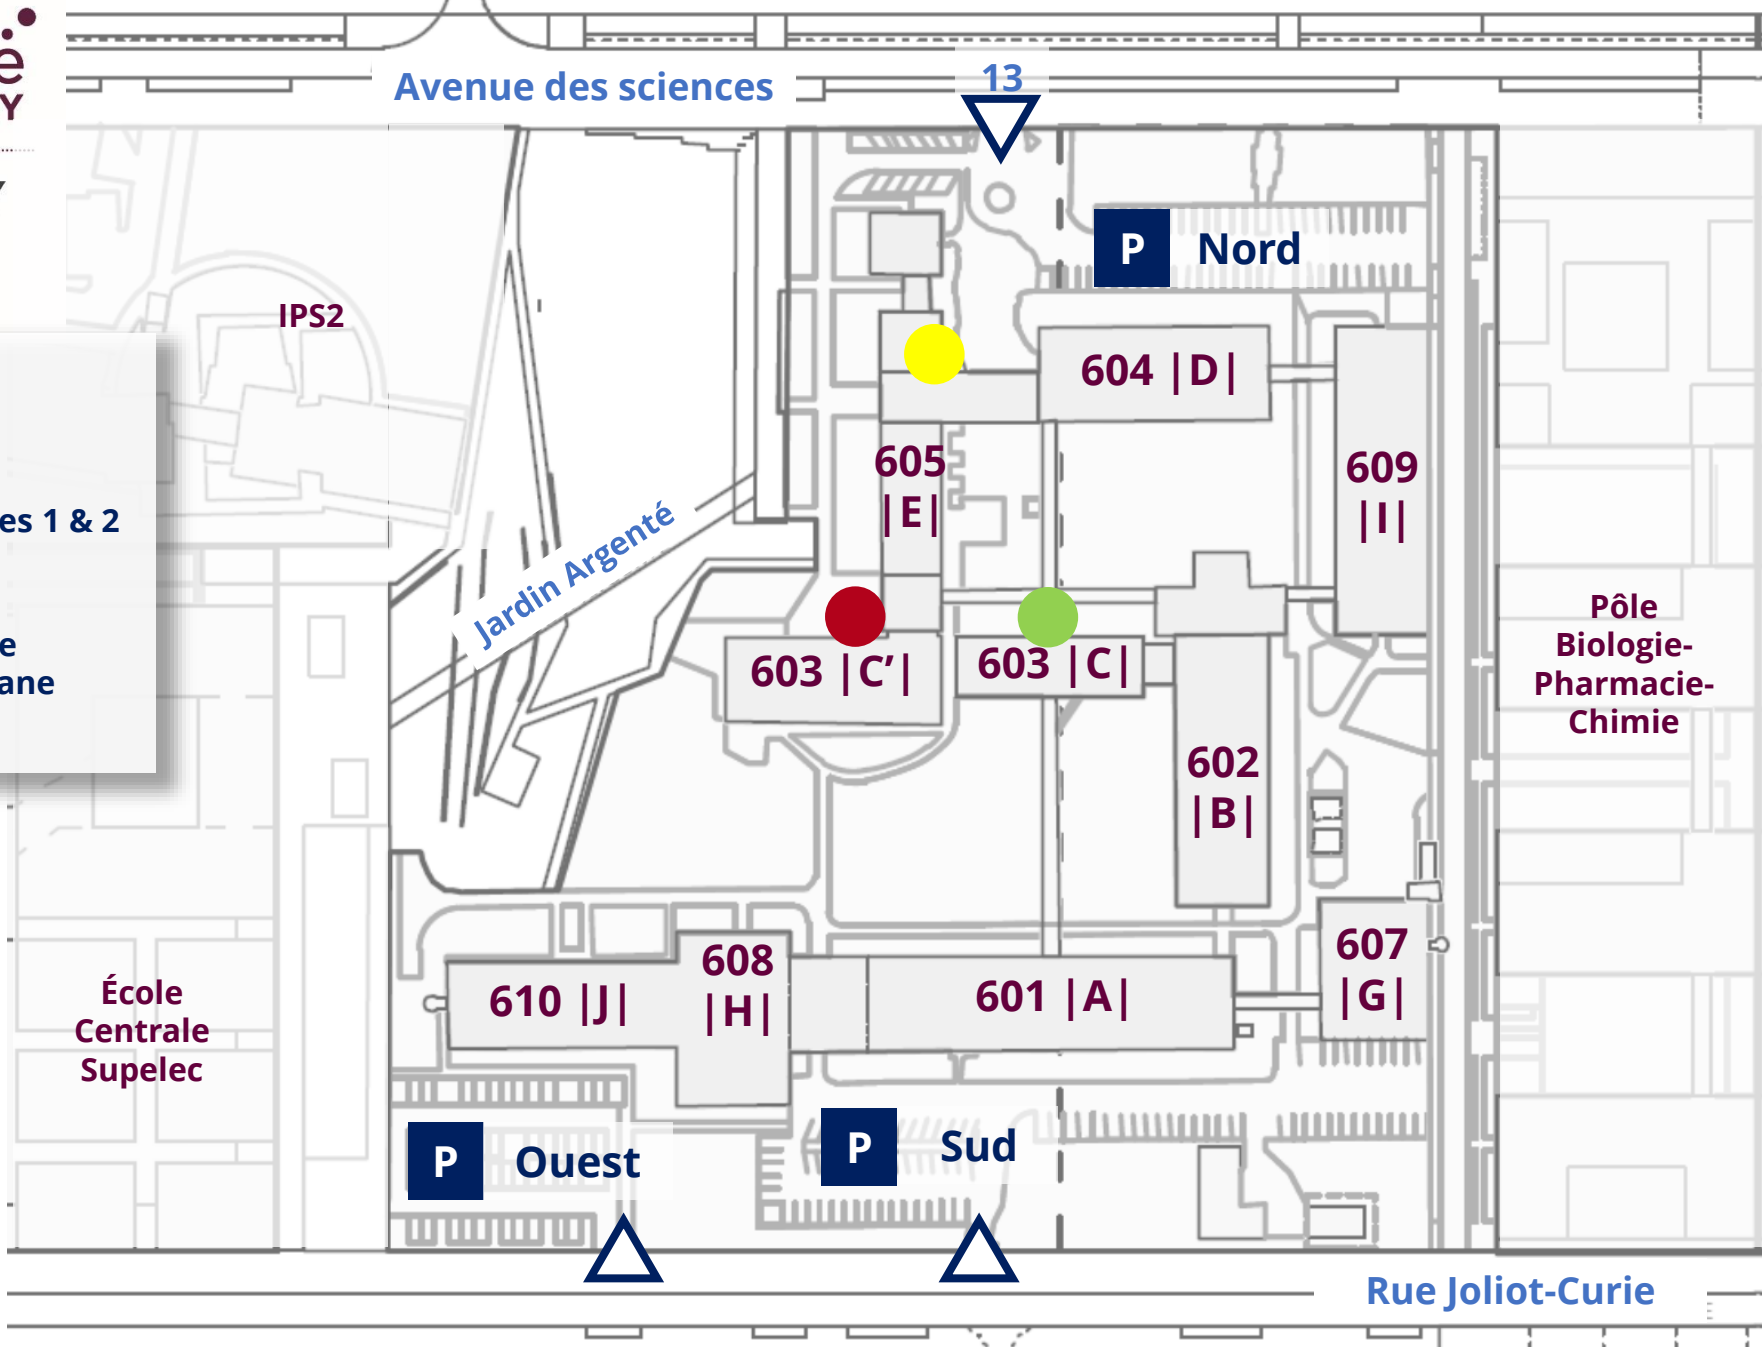 ë
Y
Avenue des sciences
13
P Nord
IPS2
604 |D|
605
|E|
609
|I|
es 1 & 2
Jardin Argenté
e
ane
603 |C’|
603 |C|
Pôle
Biologie-
Pharmacie-
Chimie
602
|B|
École
Centrale
Supelec
610 |J|
608
|H|
601 |A|
607
|G|
P Ouest
P Sud
Rue Joliot-Curie